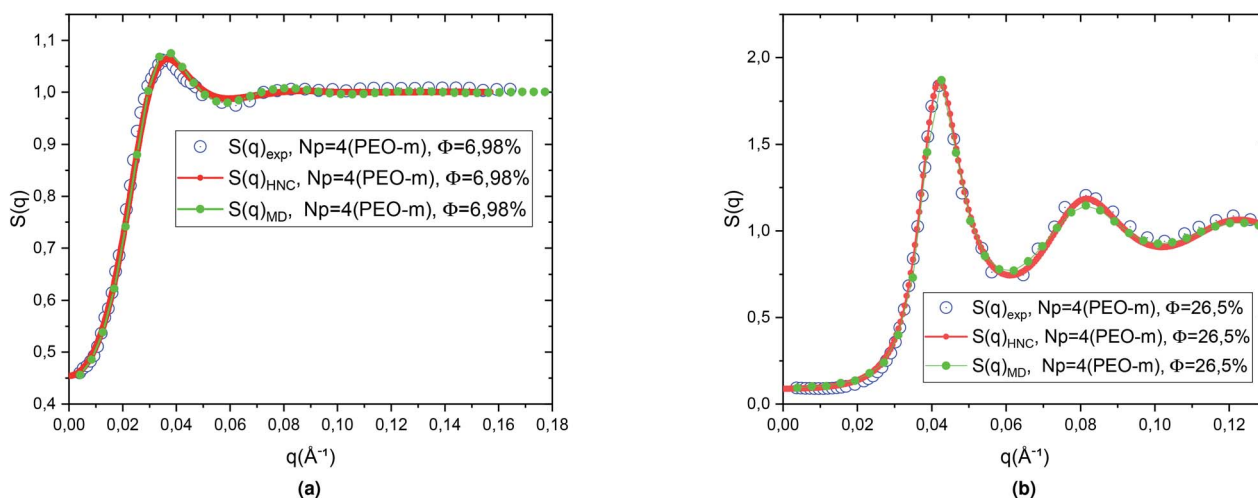 1,1
1,0
0,9
0,8
0,7
0,6
0,5
0,4
S(q)
S(q)exp, Np=4(PEO-m), Φ=6,98%
S(q)HNC, Np=4(PEO-m), Φ=6,98%
S(q)MD, Np=4(PEO-m), Φ=6,98%
0,00 0,02 0,04 0,06 0,08 0,10 0,12 0,14 0,16 0,18
q(Å⁻¹)
(a)
2,0
1,5
1,0
0,5
0,0
S(q)
S(q)exp, Np=4(PEO-m), Φ=26,5%
S(q)HNC, Np=4(PEO-m), Φ=26,5%
S(q)MD, Np=4(PEO-m), Φ=26,5%
0,00 0,02 0,04 0,06 0,08 0,10 0,12
q(Å⁻¹)
(b)